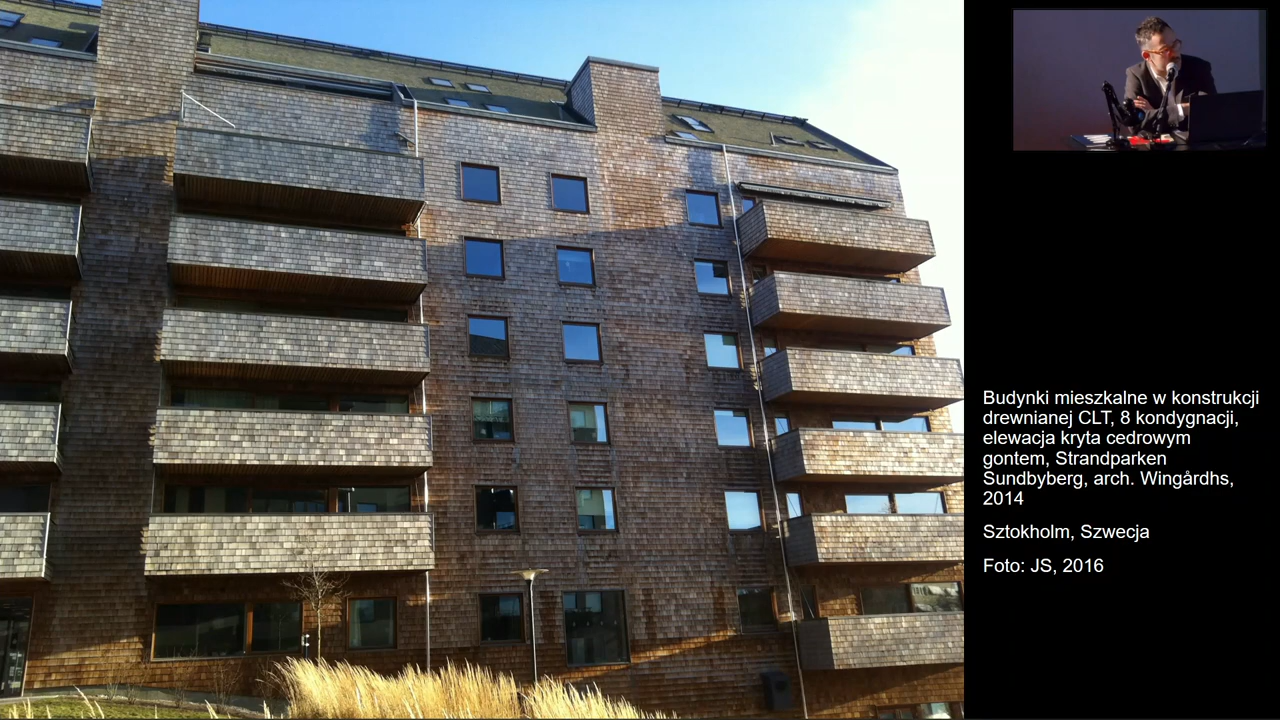 Budynki mieszkalne w konstrukcji
drewnianej CLT, 8 kondygnacji,
elewacja kryta cedrowym
gontem, Strandparken
Sundbyberg, arch. Wingårdhs,
2014
Sztokholm, Szwecja
Foto: JS, 2016